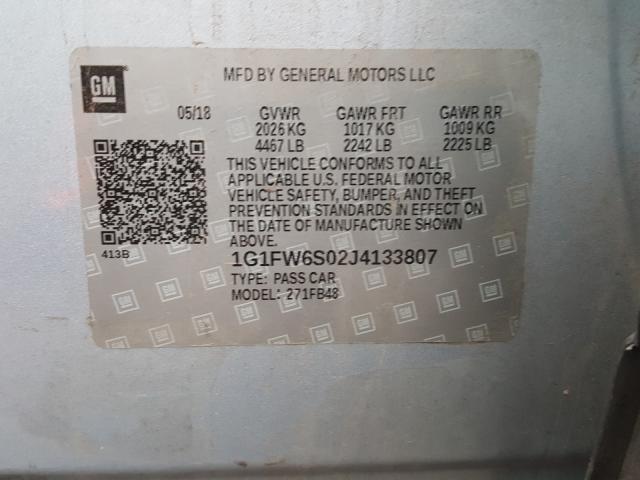 GM
MFD BY GENERAL MOTORS LLC
05/18 GVWR GAWR FRT GAWR RR
2026 KG 1017 KG 1009 KG
4467 LB 2242 LB 2225 LB
THIS VEHICLE CONFORMS TO ALL
APPLICABLE U.S. FEDERAL MOTOR
VEHICLE SAFETY, BUMPER, AND THEFT
PREVENTION STANDARDS IN EFFECT ON
THE DATE OF MANUFACTURE SHOWN
ABOVE.
413B
1G1FW6S02J4133807
TYPE: PASS CAR
MODEL: 271FB48